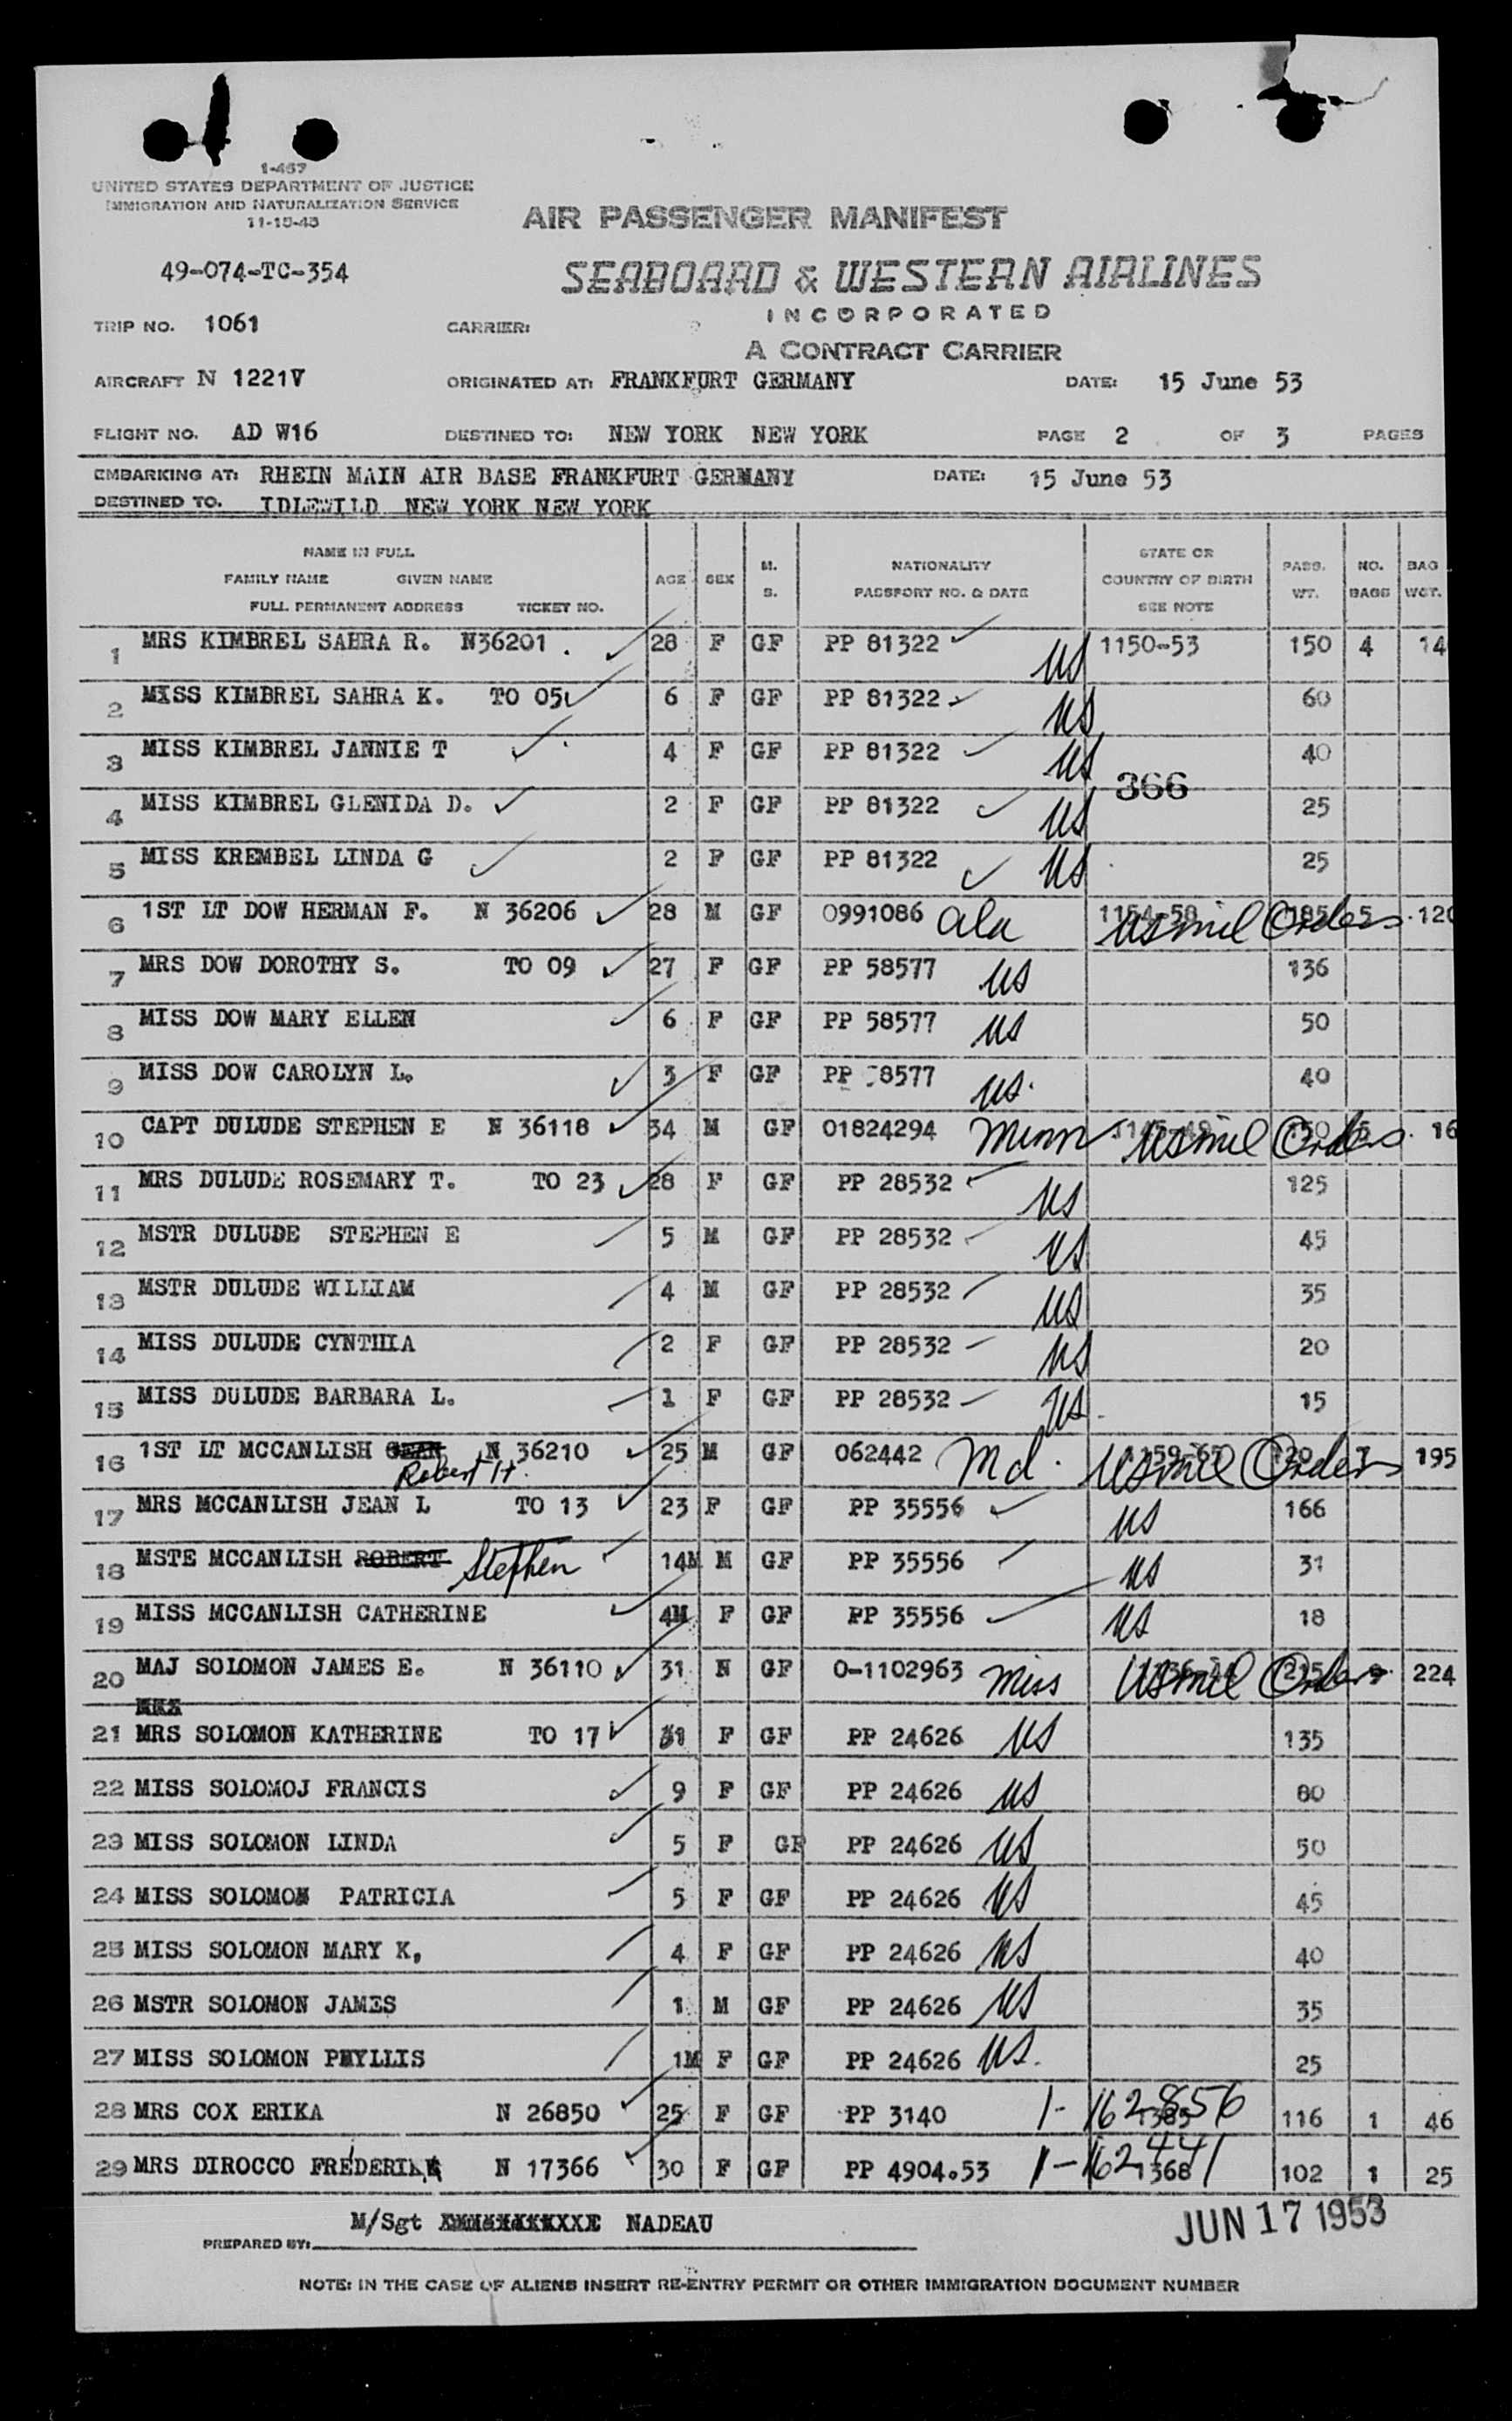 1-467
UNITED STATES DEPARTMENT OF JUSTICE
IMMIGRATION AND NATURALIZATION SERVICE
11-15-43
AIR PASSENGER MANIFEST
49-074-TC-354
SEABOARD & WESTERN AIRLINES
INCORPORATED
TRIP NO. 1061 CARRIER:
A CONTRACT CARRIER
AIRCRAFT N 1221V ORIGINATED AT: FRANKFURT GERMANY DATE: 15 June 53
FLIGHT NO. AD W16 DESTINED TO: NEW YORK NEW YORK PAGE 2 OF 3 PAGES
EMBARKING AT: RHEIN MAIN AIR BASE FRANKFURT GERMANY DATE: 15 June 53
DESTINED TO. IDLEWILD NEW YORK NEW YORK
NAME IN FULL
FAMILY NAME GIVEN NAME
FULL PERMANENT ADDRESS TICKET NO.
AGE SEX M. S.
NATIONALITY
PASSPORT NO. & DATE
STATE OR
COUNTRY OF BIRTH
SEE NOTE
PASS. WT. NO. BAGS BAG WGT.
1 MRS KIMBREL SAHRA R. N36201 . 28 F GF PP 81322 US 1150-53 150 4 14
2 MISS KIMBREL SAHRA K. TO 05 6 F GF PP 81322 US 60
3 MISS KIMBREL JANNIE T 4 F GF PP 81322 US 40
366
4 MISS KIMBREL GLENIDA D. 2 F GF PP 81322 US 25
5 MISS KREMBEL LINDA G 2 F GF PP 81322 US 25
6 1ST LT DOW HERMAN F. N 36206 28 M GF 0991086 Ala 1154-58 US mil Orders 185 5 120
7 MRS DOW DOROTHY S. TO 09 27 F GF PP 58577 US 136
8 MISS DOW MARY ELLEN 6 F GF PP 58577 US 50
9 MISS DOW CAROLYN L. 3 F GF PP 8577 US. 40
10 CAPT DULUDE STEPHEN E N 36118 34 M GF 01824294 Minn US mil Orders 5 16
11 MRS DULUDE ROSEMARY T. TO 23 28 F GF PP 28532 US 125
12 MSTR DULUDE STEPHEN E 5 M GF PP 28532 US 45
13 MSTR DULUDE WILLIAM 4 M GF PP 28532 US 35
14 MISS DULUDE CYNTHIA 2 F GF PP 28532 US 20
15 MISS DULUDE BARBARA L. 1 F GF PP 28532 US. 15
16 1ST LT MCCANLISH GEAN N 36210 25 M GF 062442 Md. 1159-65 US mil Orders 195
Robert H.
17 MRS MCCANLISH JEAN L TO 13 23 F GF PP 35556 US 166
18 MSTE MCCANLISH ROBERT Stephen 14M M GF PP 35556 US 31
19 MISS MCCANLISH CATHERINE 4M F GF PP 35556 US 18
20 MAJ SOLOMON JAMES E. N 36110 31 M GF 0-1102963 Miss US mil Orders 215 9 224
21 MRS SOLOMON KATHERINE TO 17 31 F GF PP 24626 US 135
22 MISS SOLOMOJ FRANCIS 9 F GF PP 24626 US 80
23 MISS SOLOMON LINDA 5 F GF PP 24626 US 50
24 MISS SOLOMON PATRICIA 5 F GF PP 24626 US 45
25 MISS SOLOMON MARY K, 4 F GF PP 24626 US 40
26 MSTR SOLOMON JAMES 1 M GF PP 24626 US 35
27 MISS SOLOMON PHYLLIS 1M F GF PP 24626 US. 25
28 MRS COX ERIKA N 26850 25 F GF PP 3140 1-162856 1385 116 1 46
29 MRS DIROCCO FREDERIKA N 17366 30 F GF PP 4904.53 1-162441 1368 102 1 25
M/Sgt NADEAU
PREPARED BY:
JUN 17 1953
NOTE: IN THE CASE OF ALIENS INSERT RE-ENTRY PERMIT OR OTHER IMMIGRATION DOCUMENT NUMBER